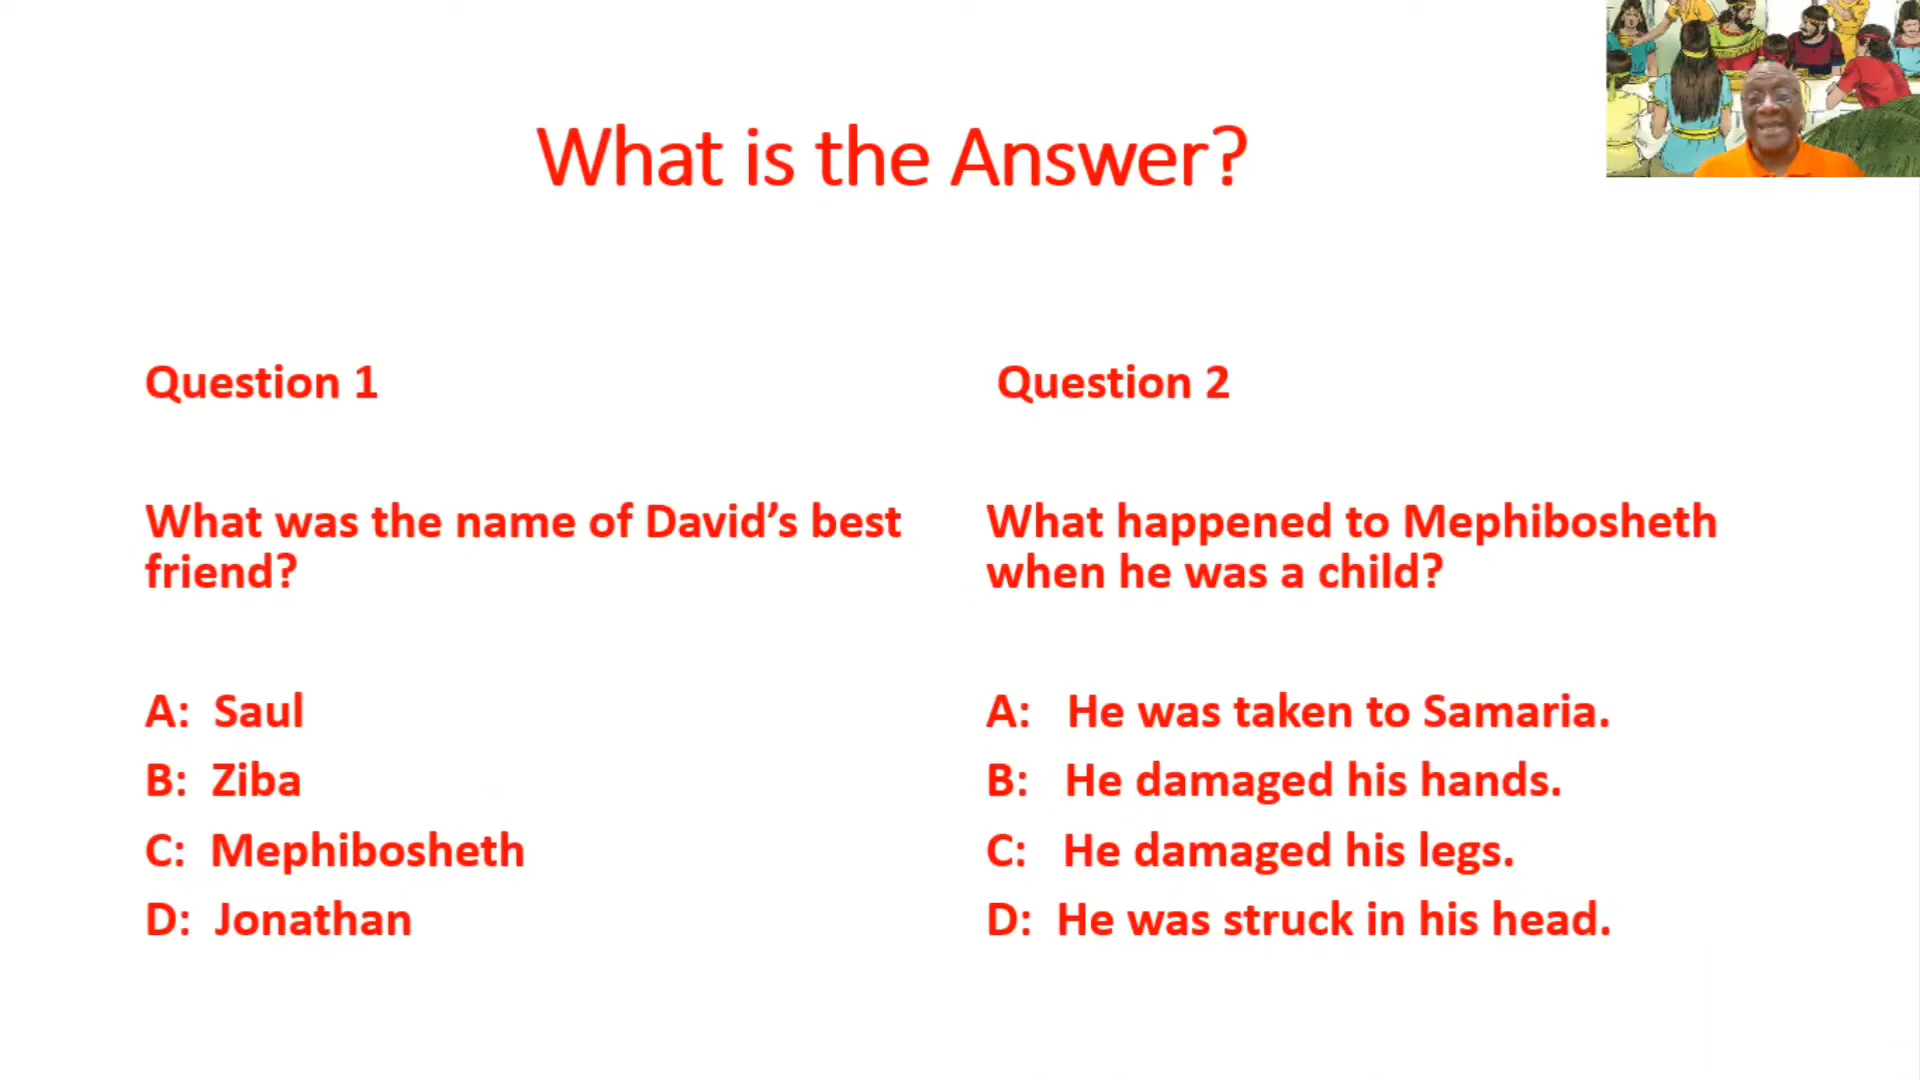 What is the Answer?
Question 1
What was the name of David’s best
friend?
A: Saul
B: Ziba
C: Mephibosheth
D: Jonathan
Question 2
What happened to Mephibosheth
when he was a child?
A: He was taken to Samaria.
B: He damaged his hands.
C: He damaged his legs.
D: He was struck in his head.